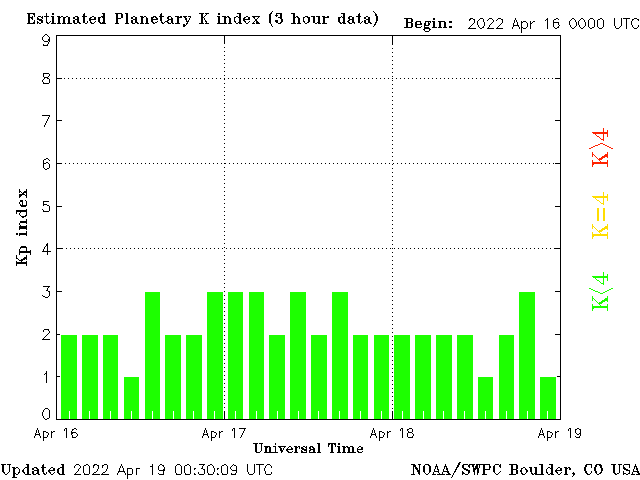 Estimated Planetary K index (3 hour data)
Begin: 2022 Apr 16 0000 UTC
9
8
7
6
5
4
3
2
1
0
Kp index
K>4
K=4
K<4
Apr 16
Apr 17
Apr 18
Apr 19
Universal Time
Updated 2022 Apr 19 00:30:09 UTC
NOAA/SWPC Boulder, CO USA